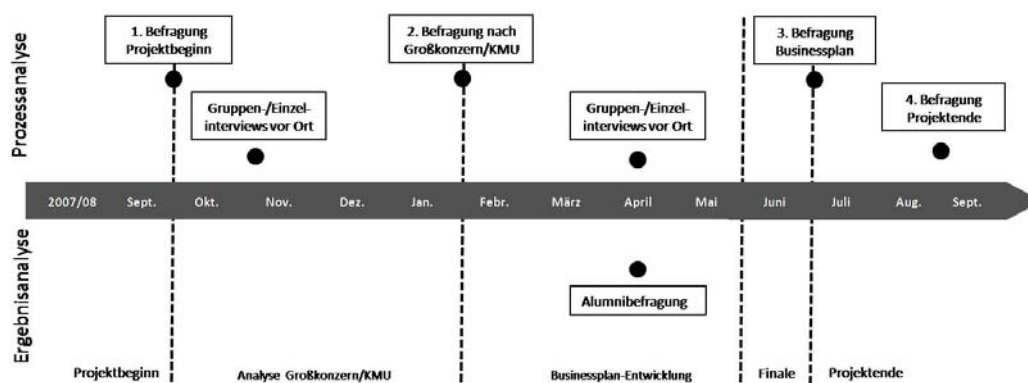 1. Befragung
Projektbeginn
2. Befragung nach
Großkonzern/KMU
3. Befragung
Businessplan
Gruppen-/Einzel-
interviews vor Ort
Gruppen-/Einzel-
interviews vor Ort
4. Befragung
Projektende
Prozessanalyse
2007/08 Sept. Okt. Nov. Dez. Jan. Febr. März April Mai Juni Juli Aug. Sept.
Ergebnisanalyse
Alumnibefragung
Projektbeginn Analyse Großkonzern/KMU Businessplan-Entwicklung Finale Projektende